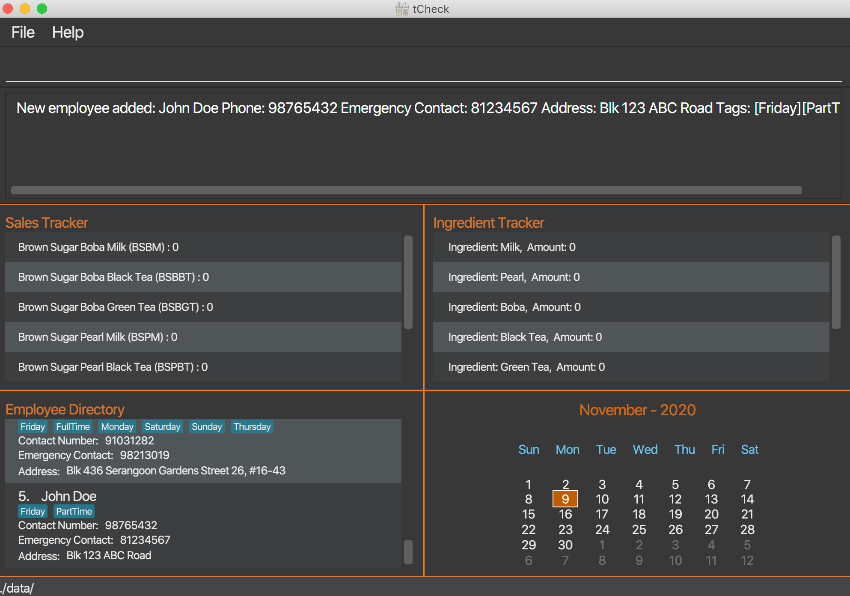 tCheck
File Help
New employee added: John Doe Phone: 98765432 Emergency Contact: 81234567 Address: Blk 123 ABC Road Tags: [Friday][PartT
Sales Tracker
Brown Sugar Boba Milk (BSBM) : 0
Brown Sugar Boba Black Tea (BSBBT) : 0
Brown Sugar Boba Green Tea (BSBGT) : 0
Brown Sugar Pearl Milk (BSPM) : 0
Brown Sugar Pearl Black Tea (BSPBT) : 0
Ingredient Tracker
Ingredient: Milk, Amount: 0
Ingredient: Pearl, Amount: 0
Ingredient: Boba, Amount: 0
Ingredient: Black Tea, Amount: 0
Ingredient: Green Tea, Amount: 0
Employee Directory
Friday FullTime Monday Saturday Sunday Thursday
Contact Number: 91031282
Emergency Contact: 98213019
Address: Blk 436 Serangoon Gardens Street 26, #16-43
5. John Doe
Friday PartTime
Contact Number: 98765432
Emergency Contact: 81234567
Address: Blk 123 ABC Road
November - 2020
Sun Mon Tue Wed Thu Fri Sat
1 2 3 4 5 6 7
8 9 10 11 12 13 14
15 16 17 18 19 20 21
22 23 24 25 26 27 28
29 30 1 2 3 4 5
6 7 8 9 10 11 12
./data/